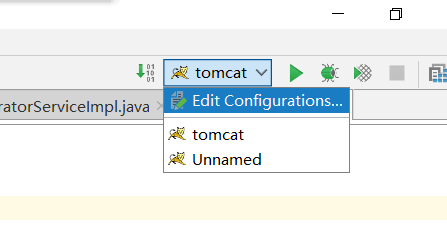 tomcat
Edit Configurations...
ratorServiceImpl.java
tomcat
Unnamed